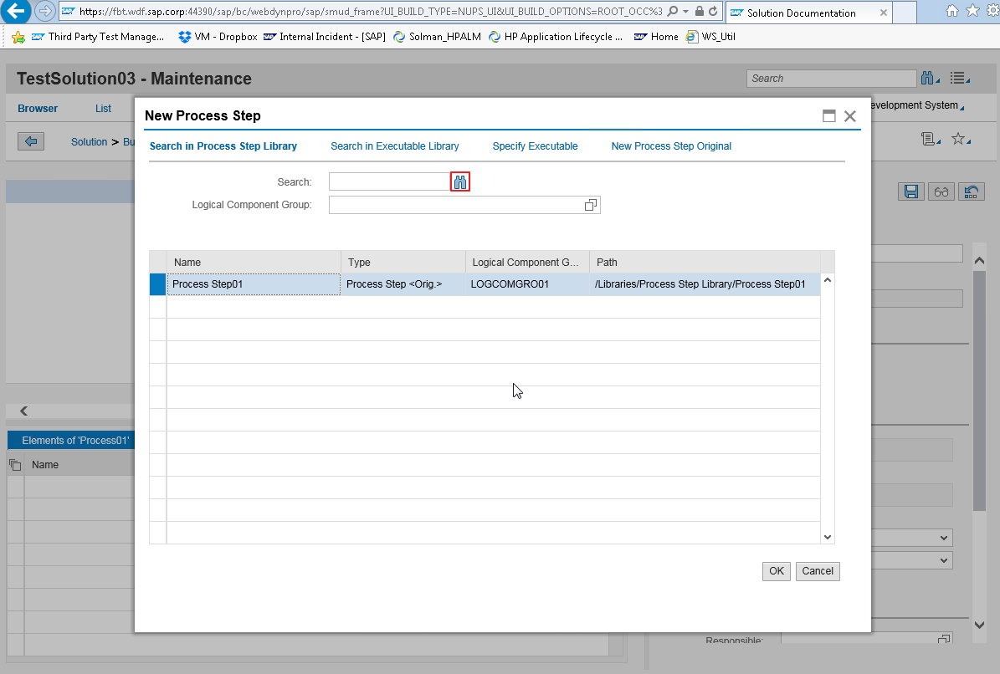 https://fbt.wdf.sap.corp:44390/sap/bc/webdynpro/sap/smud_frame?UI_BUILD_TYPE=NUPS_UI&UI_BUILD_OPTIONS=ROOT_OCC%3
SAP Solution Documentation
Third Party Test Manage... VM - Dropbox SAP Internal Incident - [SAP] Solman_HPALM HP Application Lifecycle ... SAP Home WS_Util
TestSolution03 - Maintenance
Search
Browser List
evelopment System
Solution > Bu
New Process Step
Search in Process Step Library Search in Executable Library Specify Executable New Process Step Original
Search:
Logical Component Group:
Name Type Logical Component G... Path
Process Step01 Process Step <Orig.> LOGCOMGRO01 /Libraries/Process Step Library/Process Step01
Elements of 'Process01'
Name
OK Cancel
Responsible: